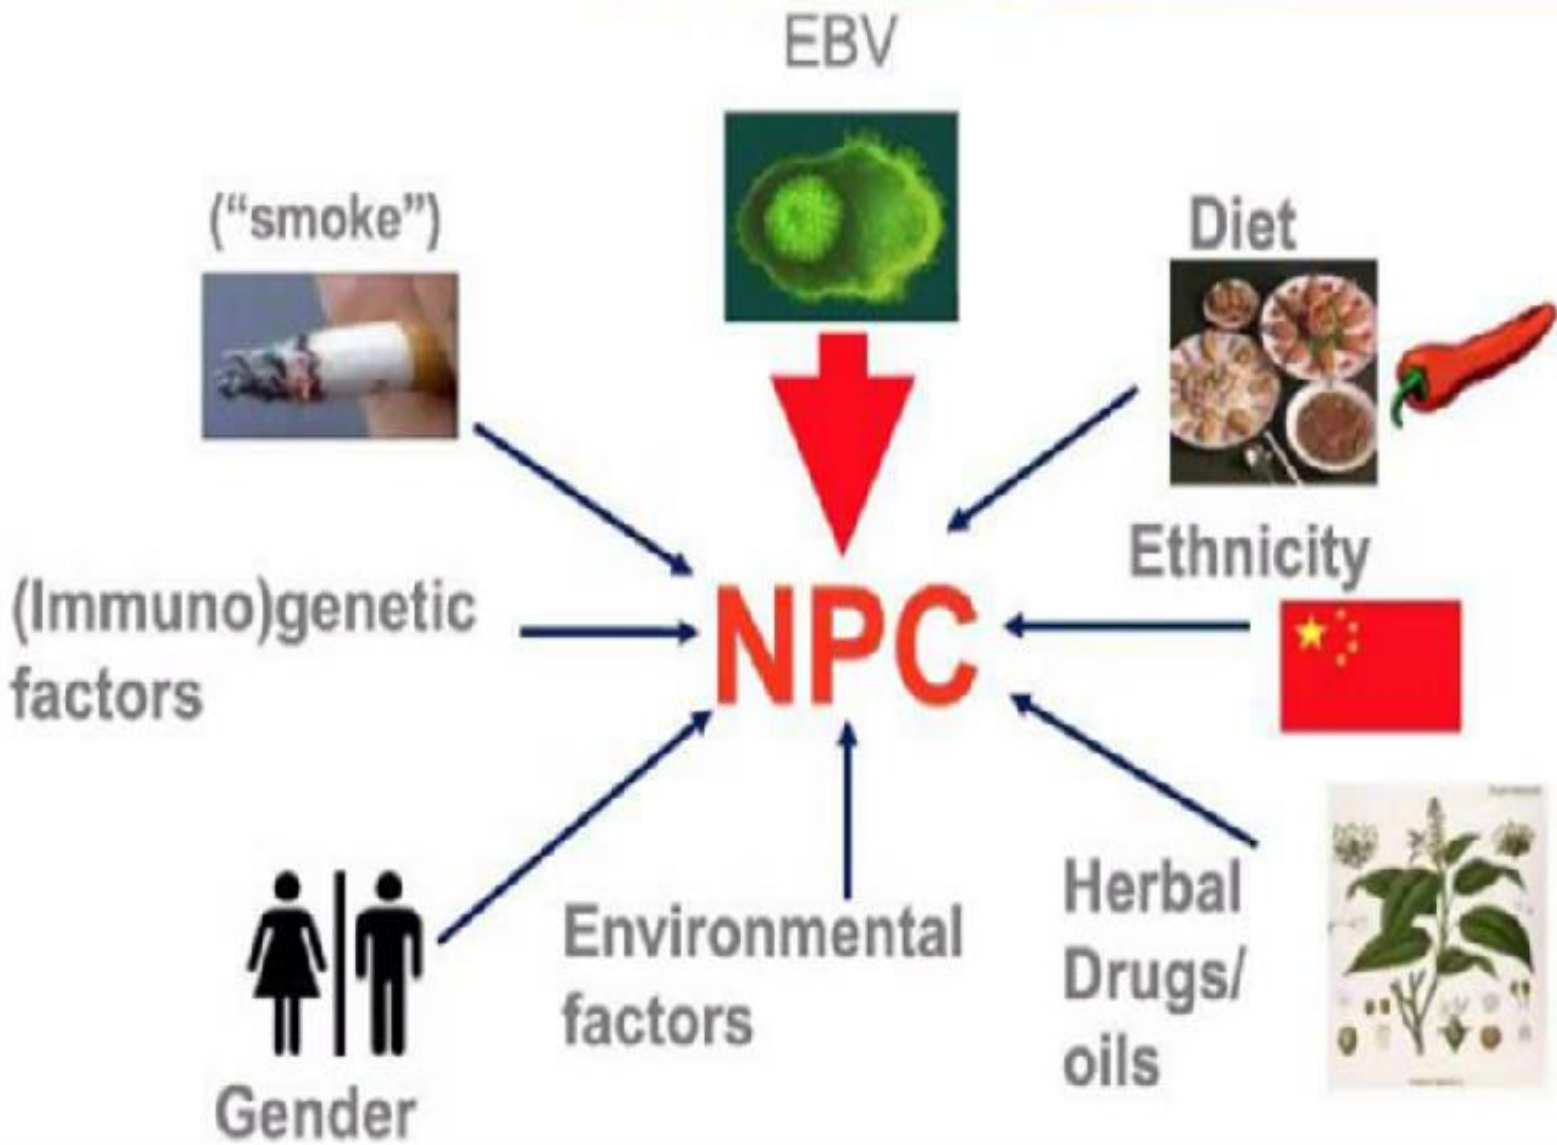 EBV
(“smoke”)
Diet
Ethnicity
(Immuno)genetic
factors
NPC
Gender
Environmental
factors
Herbal
Drugs/
oils